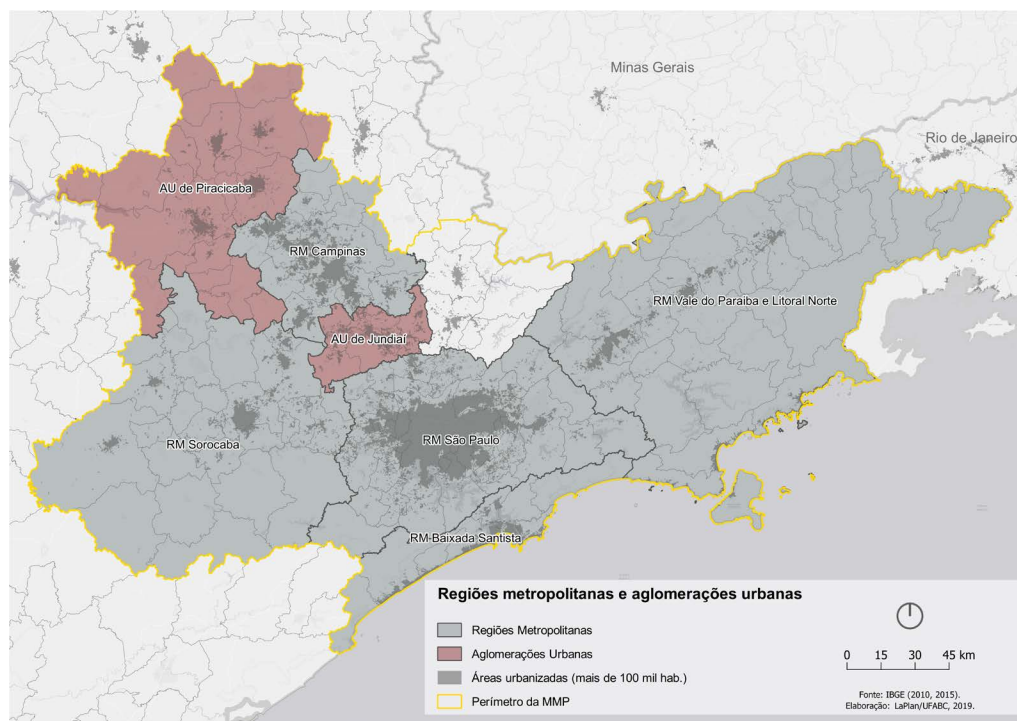 Minas Gerais
Rio de Janeiro
AU de Piracicaba
RM Campinas
RM Vale do Paraiba e Litoral Norte
AU de Jundiaí
RM São Paulo
RM Sorocaba
RM Baixada Santista
Regiões metropolitanas e aglomerações urbanas
Regiões Metropolitanas
Aglomerações Urbanas
Áreas urbanizadas (mais de 100 mil hab.)
Perímetro da MMP
0 15 30 45 km
Fonte: IBGE (2010, 2015).
Elaboração: LaPlan/UFABC, 2019.